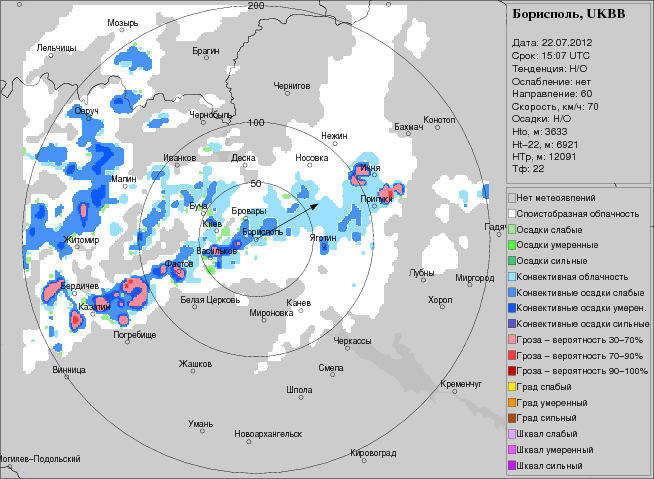 Борисполь, UKBB
Дата: 22.07.2012
Срок: 15:07 UTC
Тенденция: Н/О
Ослабление: нет
Направление: 60
Скорость, км/ч: 70
Осадки: Н/О
Hto, м: 3633
Ht–22, м: 6921
HTp, м: 12091
Тф: 22
Нет метеоявлений
Слоистобразная облачность
Осадки слабые
Осадки умеренные
Осадки сильные
Конвективная облачность
Конвективные осадки слабые
Конвективные осадки умерен.
Конвективные осадки сильные
Гроза – вероятность 30–70%
Гроза – вероятность 70–90%
Гроза – вероятность 90–100%
Град слабый
Град умеренный
Град сильный
Шквал слабый
Шквал умеренный
Шквал сильный
200
Мозырь
Лельчицы
Брагин
Чернигов
Овруч
Чернобыль
100
Конотоп
Бахмач
Нежин
Иванков
Десна
Носовка
Ичня
Малин
50
Прилуки
Буча
Бровары
Киев
Борисполь
Яготин
Гадяч
Житомир
Васильков
Фастов
Лубны
Миргород
Бердичев
Казатин
Белая Церковь
Канев
Хорол
Мироновка
Погребище
Черкассы
Винница
Жашков
Смела
Шпола
Кременчуг
Умань
Новоархангельск
Кировоград
Могилев–Подольский